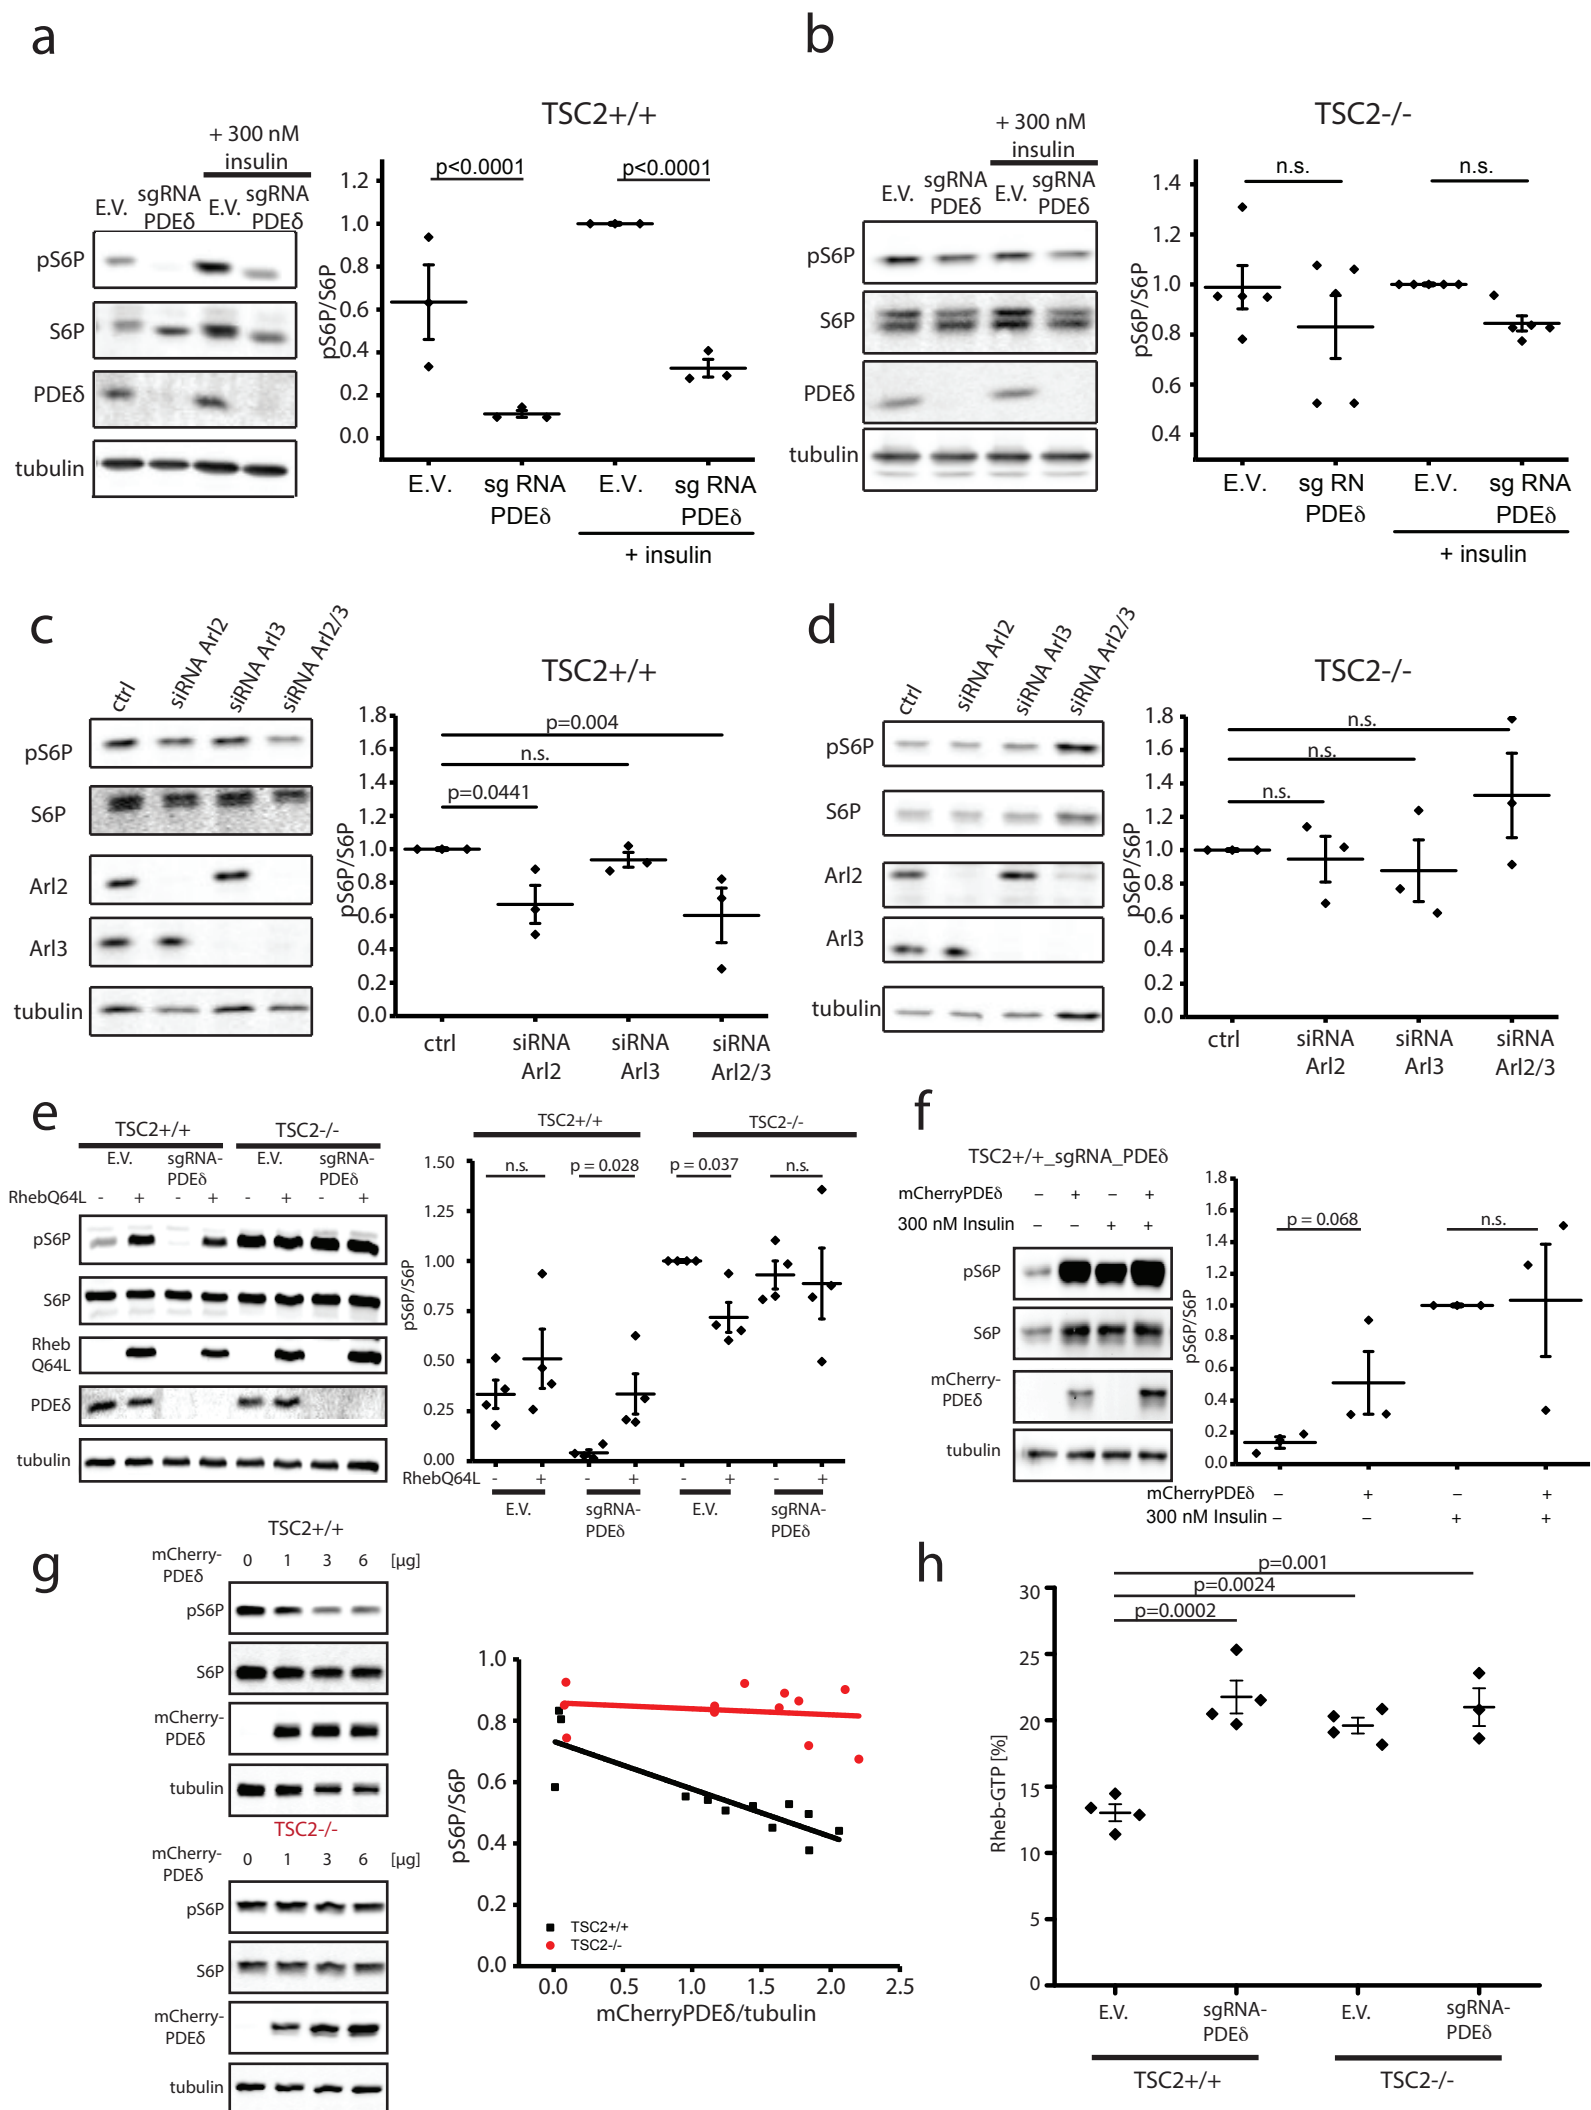 a
TSC2+/+
+ 300 nM
insulin
E.V. sgRNA PDEδ E.V. sgRNA PDEδ
pS6P
S6P
PDEδ
tubulin
p<0.0001 p<0.0001
pS6P/S6P
1.2
1.0
0.8
0.6
0.4
0.2
0.0
E.V. sg RNA PDEδ E.V. sg RNA PDEδ
+ insulin
b
TSC2-/-
+ 300 nM
insulin
E.V. sgRNA PDEδ E.V. sgRNA PDEδ
pS6P
S6P
PDEδ
tubulin
n.s. n.s.
pS6P/S6P
1.4
1.2
1.0
0.8
0.6
0.4
E.V. sg RN PDEδ E.V. sg RNA PDEδ
+ insulin
c
TSC2+/+
ctrl siRNA Arl2 siRNA Arl3 siRNA Arl2/3
pS6P
S6P
Arl2
Arl3
tubulin
p=0.004
n.s.
p=0.0441
pS6P/S6P
1.8
1.6
1.4
1.2
1.0
0.8
0.6
0.4
0.2
0.0
ctrl siRNA Arl2 siRNA Arl3 siRNA Arl2/3
d
TSC2-/-
ctrl siRNA Arl2 siRNA Arl3 siRNA Arl2/3
pS6P
S6P
Arl2
Arl3
tubulin
n.s.
n.s.
n.s.
pS6P/S6P
1.8
1.6
1.4
1.2
1.0
0.8
0.6
0.4
0.2
0.0
ctrl siRNA Arl2 siRNA Arl3 siRNA Arl2/3
e
TSC2+/+ TSC2-/-
E.V. sgRNA-PDEδ E.V. sgRNA-PDEδ
RhebQ64L - + - + - + - +
pS6P
S6P
Rheb
Q64L
PDEδ
tubulin
TSC2+/+ TSC2-/-
n.s. p = 0.028 p = 0.037 n.s.
pS6P/S6P
1.50
1.25
1.00
0.75
0.50
0.25
0.00
RhebQ64L - + - + - + - +
E.V. sgRNA-PDEδ E.V. sgRNA-PDEδ
f
TSC2+/+_sgRNA_PDEδ
mCherryPDEδ – + – +
300 nM Insulin – – + +
pS6P
S6P
mCherry-
PDEδ
tubulin
p = 0.068 n.s.
pS6P/S6P
1.8
1.6
1.4
1.2
1.0
0.8
0.6
0.4
0.2
0.0
mCherryPDEδ – + – +
300 nM Insulin – – + +
g
TSC2+/+
mCherry-PDEδ 0 1 3 6 [µg]
pS6P
S6P
mCherry-
PDEδ
tubulin
TSC2-/-
mCherry-PDEδ 0 1 3 6 [µg]
pS6P
S6P
mCherry-
PDEδ
tubulin
pS6P/S6P
1.0
0.8
0.6
0.4
0.2
0.0
TSC2+/+
TSC2-/-
0.0 0.5 1.0 1.5 2.0 2.5
mCherryPDEδ/tubulin
h
p=0.001
p=0.0024
p=0.0002
Rheb-GTP [%]
30
25
20
15
10
5
0
E.V. sgRNA-PDEδ E.V. sgRNA-PDEδ
TSC2+/+ TSC2-/-